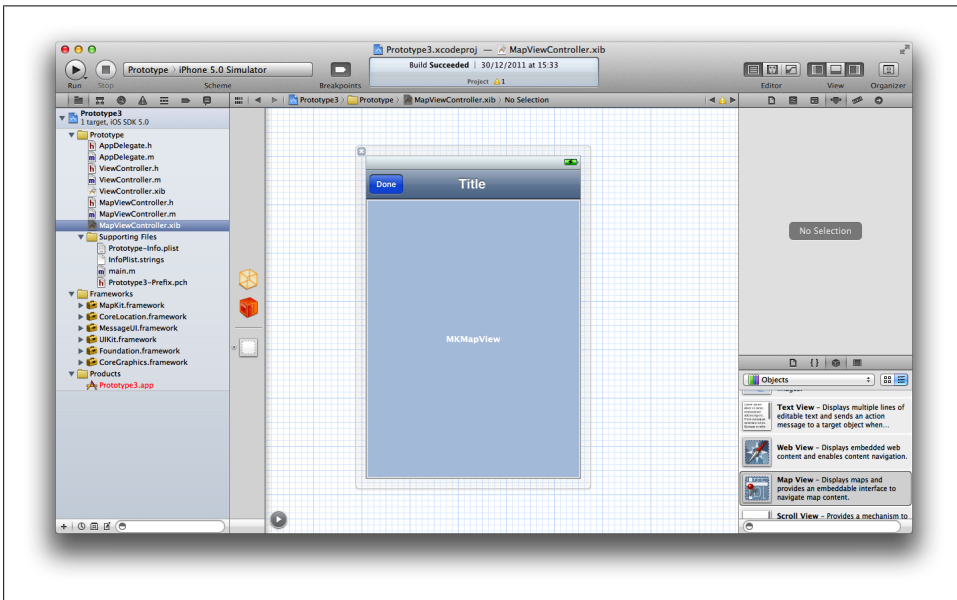 Prototype3.xcodeproj — MapViewController.xib
Run
Stop
Prototype
iPhone 5.0 Simulator
Scheme
Breakpoints
Build Succeeded | 30/12/2011 at 15:33
Project 1
Editor
View
Organizer
Prototype3 Prototype MapViewController.xib No Selection
Prototype3
1 target, iOS SDK 5.0
Prototype
h AppDelegate.h
m AppDelegate.m
h ViewController.h
m ViewController.m
ViewController.xib
h MapViewController.h
m MapViewController.m
MapViewController.xib
Supporting Files
Prototype-Info.plist
InfoPlist.strings
m main.m
h Prototype3-Prefix.pch
Frameworks
MapKit.framework
CoreLocation.framework
MessageUI.framework
UIKit.framework
Foundation.framework
CoreGraphics.framework
Products
Prototype3.app
Done
Title
MKMapView
No Selection
Objects
Text View - Displays multiple lines of
editable text and sends an action
message to a target object when...
Web View - Displays embedded web
content and enables content navigation.
Map View - Displays maps and
provides an embeddable interface to
navigate map content.
Scroll View - Provides a mechanism to